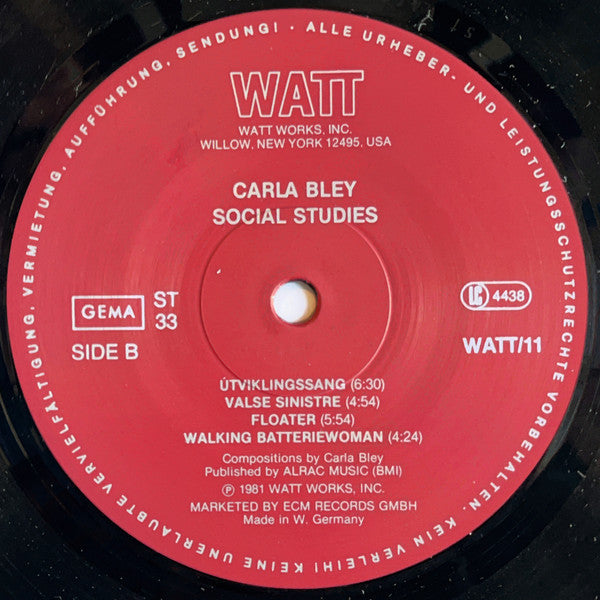 WATT
WATT WORKS, INC.
WILLOW, NEW YORK 12495, USA
CARLA BLEY
SOCIAL STUDIES
GEMA
ST
33
SIDE B
LC 4438
WATT/11
ÚTVIKLINGSSANG (6:30)
VALSE SINISTRE (4:54)
FLOATER (5:54)
WALKING BATTERIEWOMAN (4:24)
Compositions by Carla Bley
Published by ALRAC MUSIC (BMI)
Ⓟ 1981 WATT WORKS, INC.
MARKETED BY ECM RECORDS GMBH
Made in W. Germany
ALLE URHEBER- UND LEISTUNGSSCHUTZRECHTE VORBEHALTEN · KEIN VERLEIH! KEINE UNERLAUBTE VERVIELFÄLTIGUNG, VERMIETUNG, AUFFÜHRUNG, SENDUNG! ·